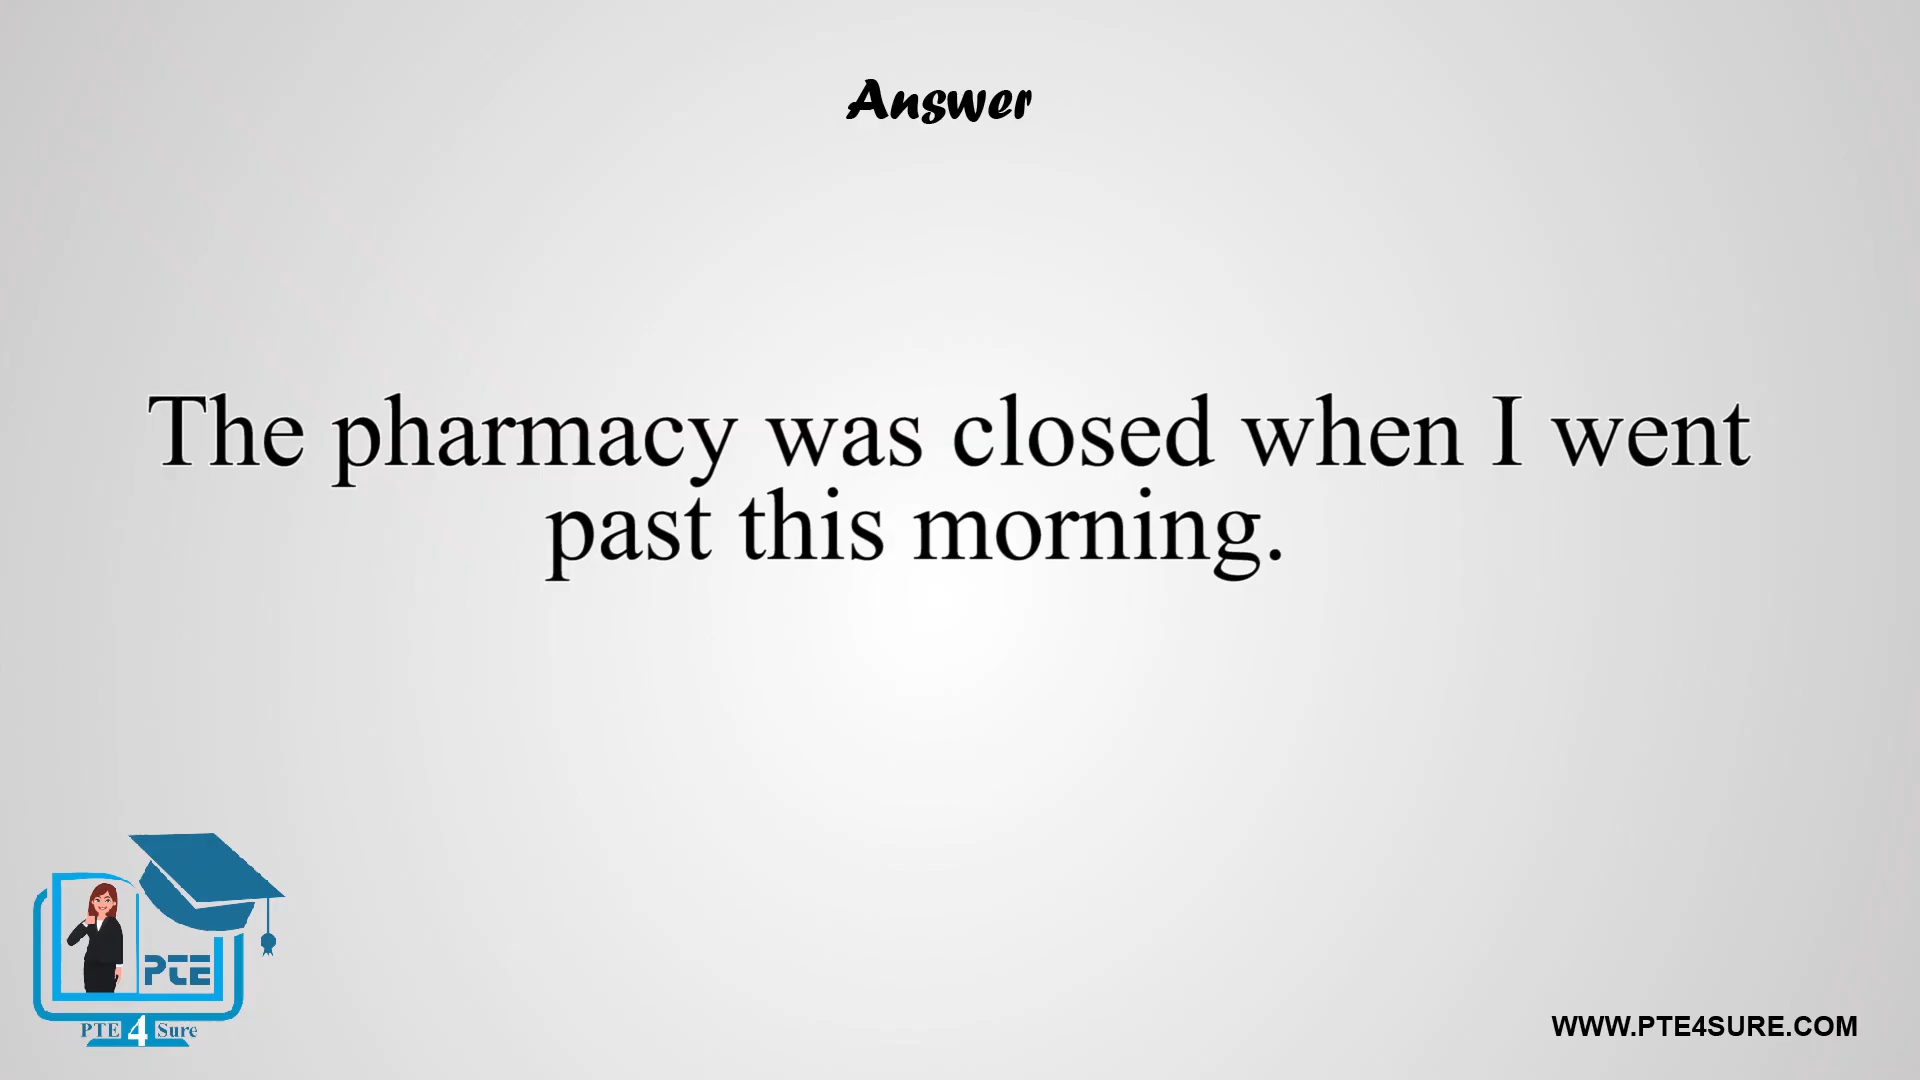 Answer
The pharmacy was closed when I went
past this morning.
PTE
PTE 4 Sure
WWW.PTE4SURE.COM